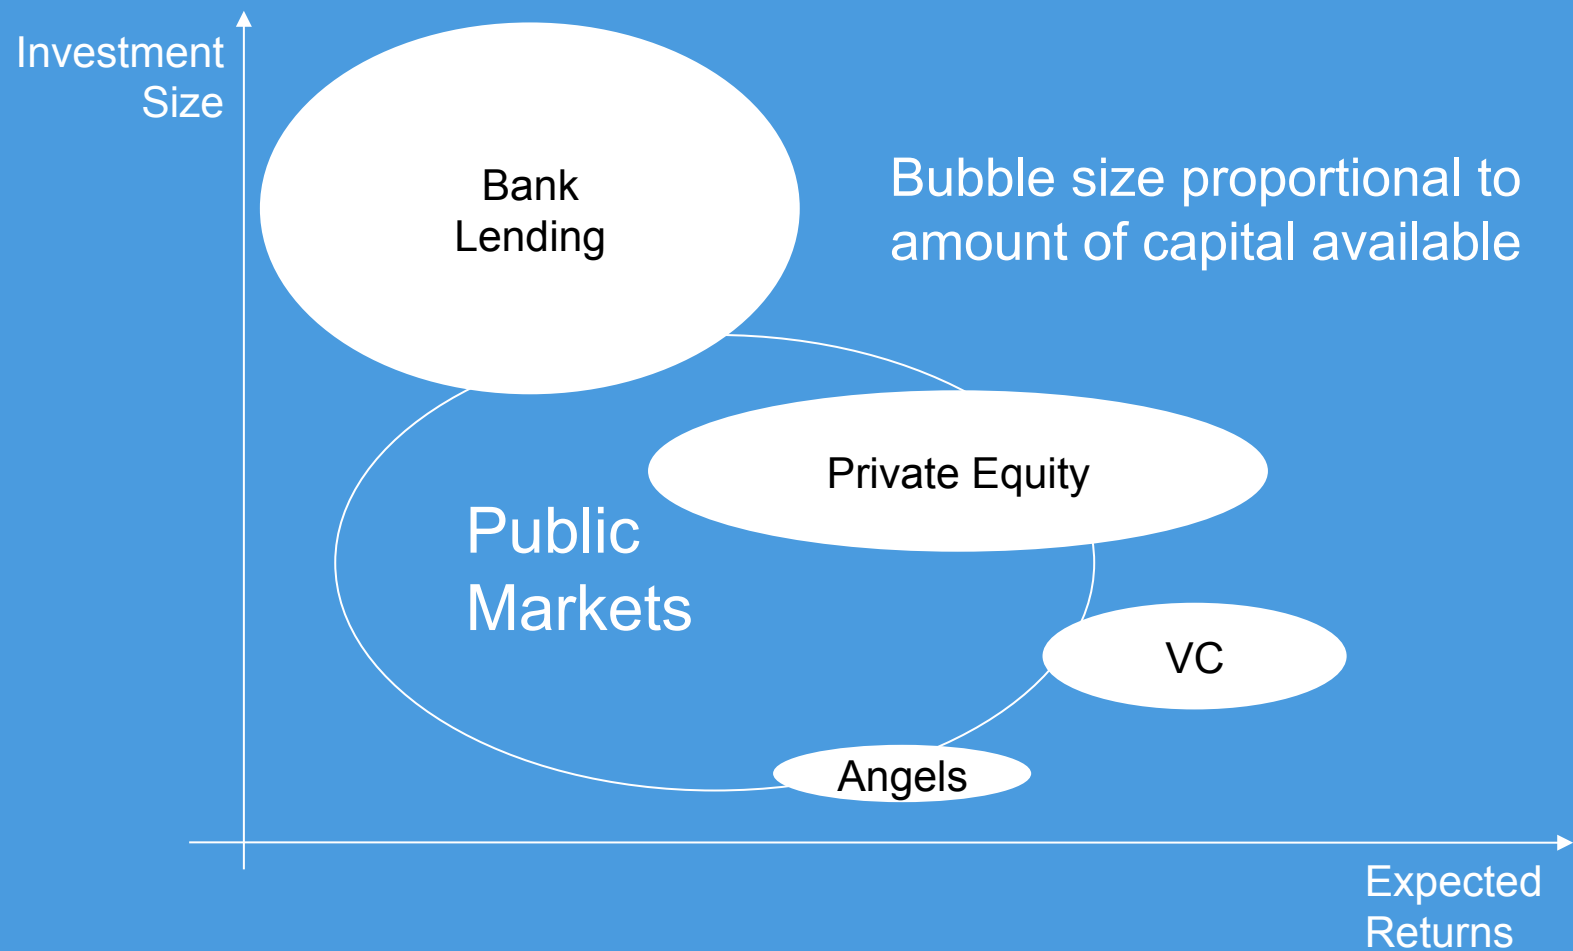 Investment
Size
Bank
Lending
Bubble size proportional to
amount of capital available
Private Equity
Public
Markets
VC
Angels
Expected
Returns